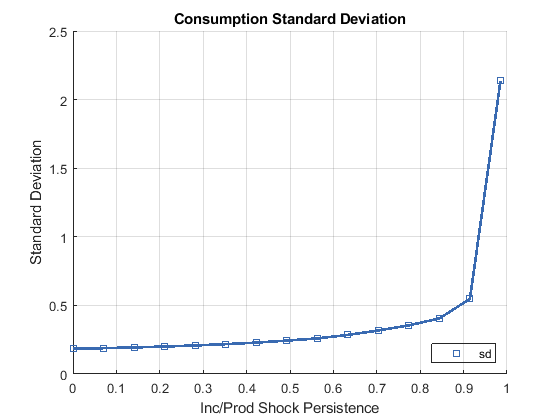 Consumption Standard Deviation
2.5
2
1.5
1
0.5
0
Standard Deviation
0 0.1 0.2 0.3 0.4 0.5 0.6 0.7 0.8 0.9 1
Inc/Prod Shock Persistence
sd